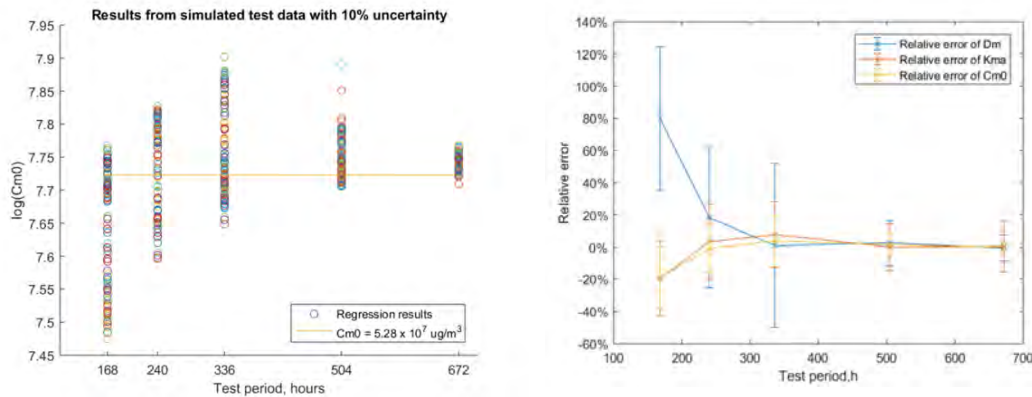 Results from simulated test data with 10% uncertainty
7.95
7.9
7.85
7.8
7.75
7.7
7.65
7.6
7.55
7.5
7.45
log(Cm0)
168 240 336 504 672
Test period, hours
Regression results
Cm0 = 5.28 x 10⁷ ug/m³
140%
120%
100%
80%
60%
40%
20%
0%
-20%
-40%
-60%
Relative error
100 200 300 400 500 600 700
Test period,h
Relative error of Dm
Relative error of Kma
Relative error of Cm0